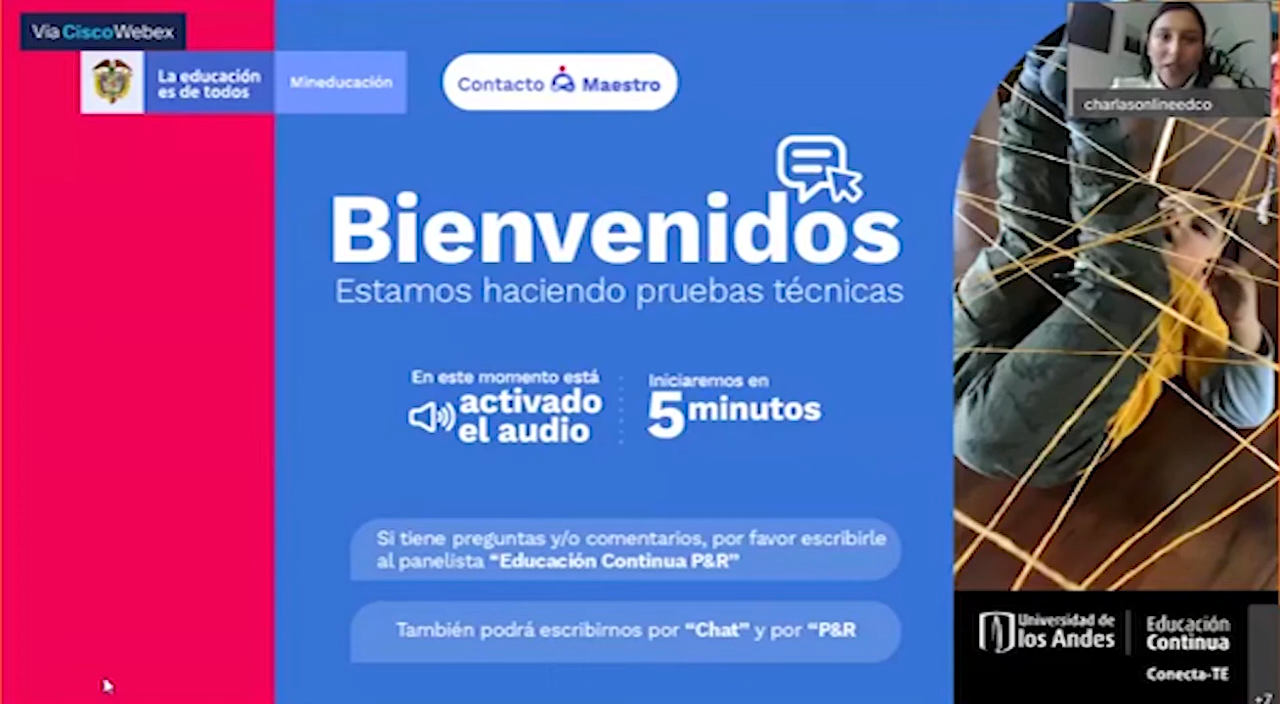 Vía CiscoWebex
La educación
es de todos
Mineducación
Contacto Maestro
charlasonlineedco
Bienvenidos
Estamos haciendo pruebas técnicas
En este momento está
activado
el audio
Iniciaremos en
5 minutos
Si tiene preguntas y/o comentarios, por favor escribirle
al panelista “Educación Continua P&R”
También podrá escribirnos por “Chat” y por “P&R
Universidad de
los Andes
Educación
Continua
Conecta-TE
+7